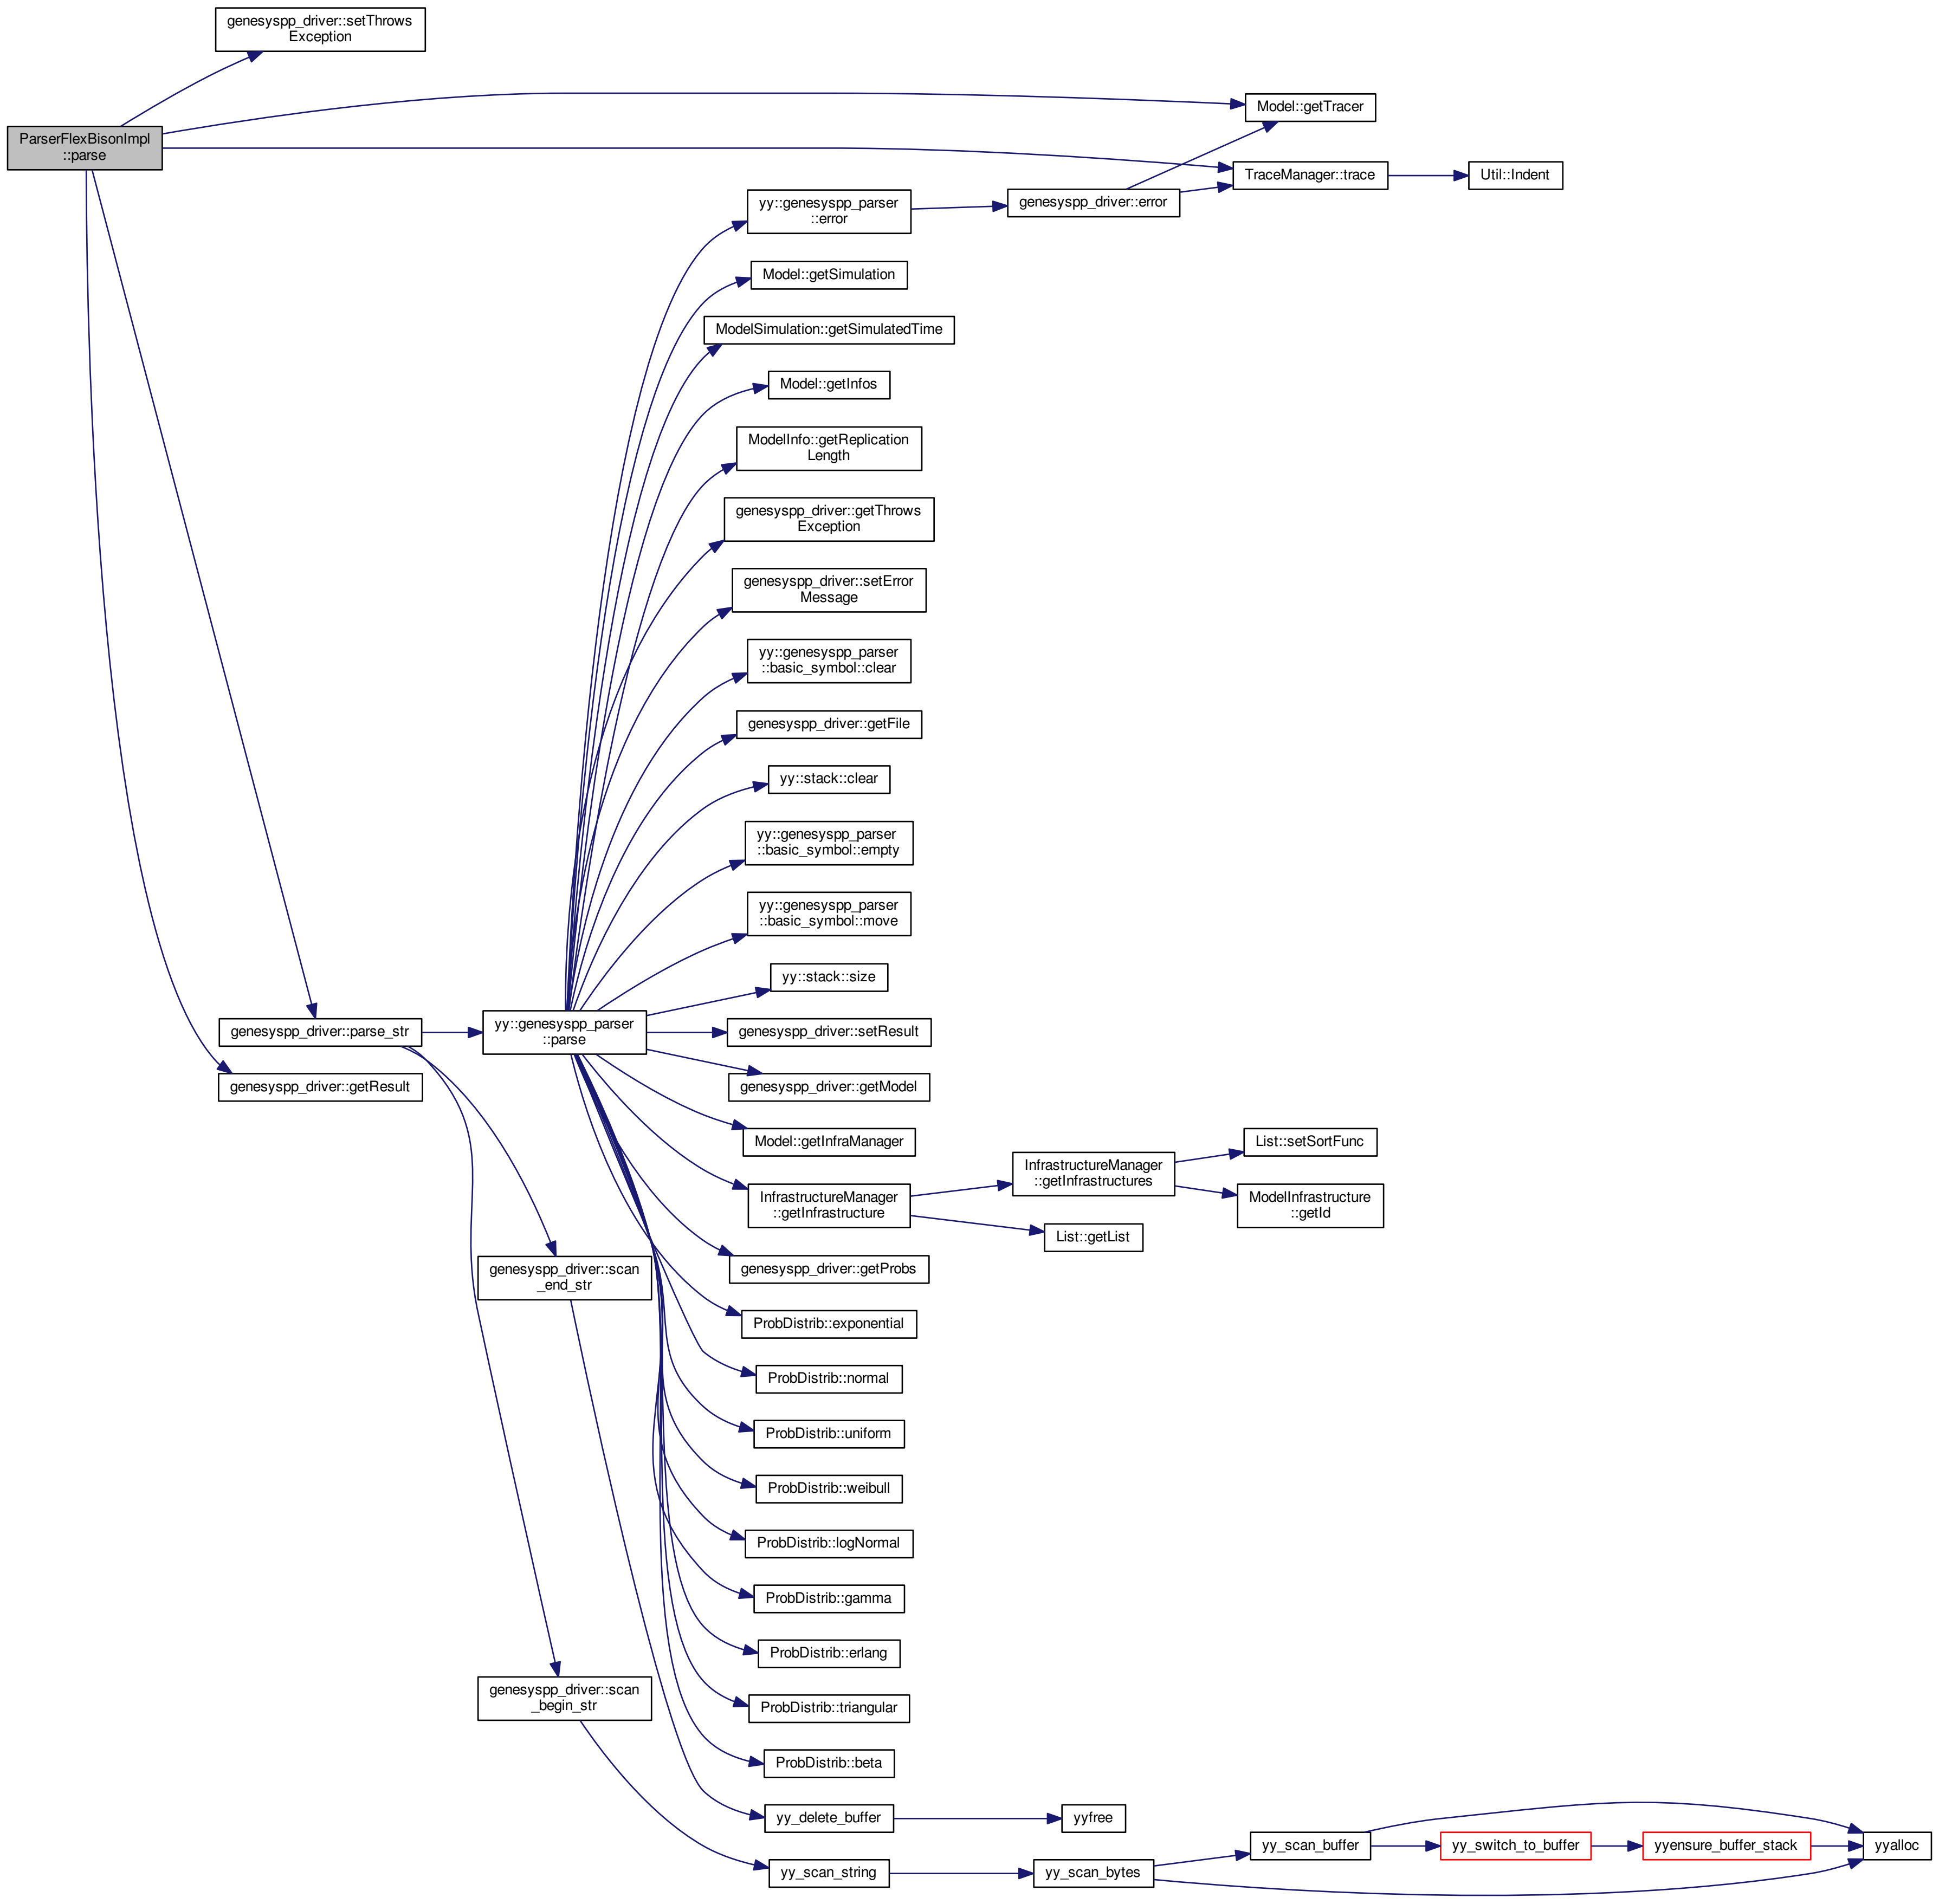 genesyspp_driver::setThrows
Exception
ParserFlexBisonImpl
::parse
Model::getTracer
TraceManager::trace
Util::Indent
yy::genesyspp_parser
::error
genesyspp_driver::error
Model::getSimulation
ModelSimulation::getSimulatedTime
Model::getInfos
ModelInfo::getReplication
Length
genesyspp_driver::getThrows
Exception
genesyspp_driver::setError
Message
yy::genesyspp_parser
::basic_symbol::clear
genesyspp_driver::getFile
yy::stack::clear
yy::genesyspp_parser
::basic_symbol::empty
yy::genesyspp_parser
::basic_symbol::move
yy::stack::size
genesyspp_driver::parse_str
yy::genesyspp_parser
::parse
genesyspp_driver::setResult
genesyspp_driver::getResult
genesyspp_driver::getModel
Model::getInfraManager
InfrastructureManager
::getInfrastructure
InfrastructureManager
::getInfrastructures
List::setSortFunc
ModelInfrastructure
::getId
List::getList
genesyspp_driver::scan
_end_str
genesyspp_driver::getProbs
ProbDistrib::exponential
ProbDistrib::normal
ProbDistrib::uniform
ProbDistrib::weibull
ProbDistrib::logNormal
ProbDistrib::gamma
ProbDistrib::erlang
genesyspp_driver::scan
_begin_str
ProbDistrib::triangular
ProbDistrib::beta
yy_delete_buffer
yyfree
yy_scan_string
yy_scan_bytes
yy_scan_buffer
yy_switch_to_buffer
yyensure_buffer_stack
yyalloc